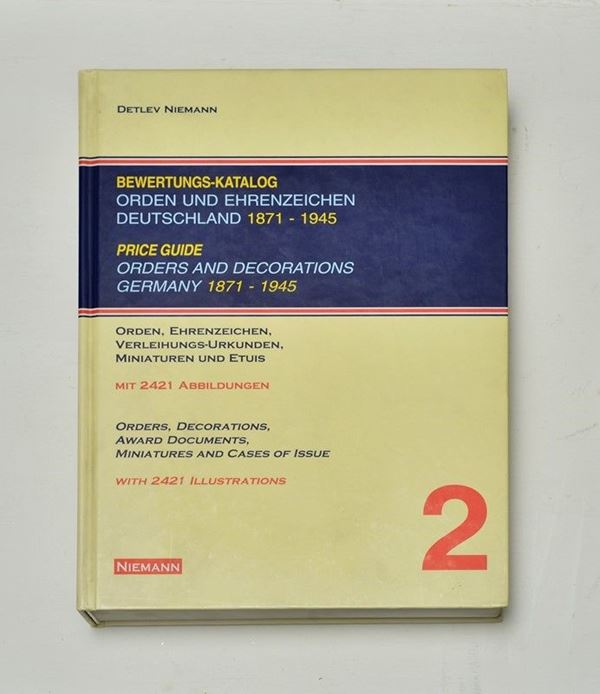 DETLEV NIEMANN
BEWERTUNGS-KATALOG
ORDEN UND EHRENZEICHEN
DEUTSCHLAND 1871 - 1945
PRICE GUIDE
ORDERS AND DECORATIONS
GERMANY 1871 - 1945
ORDEN, EHRENZEICHEN,
VERLEIHUNGS-URKUNDEN,
MINIATUREN UND ETUIS
MIT 2421 ABBILDUNGEN
ORDERS, DECORATIONS,
AWARD DOCUMENTS,
MINIATURES AND CASES OF ISSUE
WITH 2421 ILLUSTRATIONS
2
NIEMANN